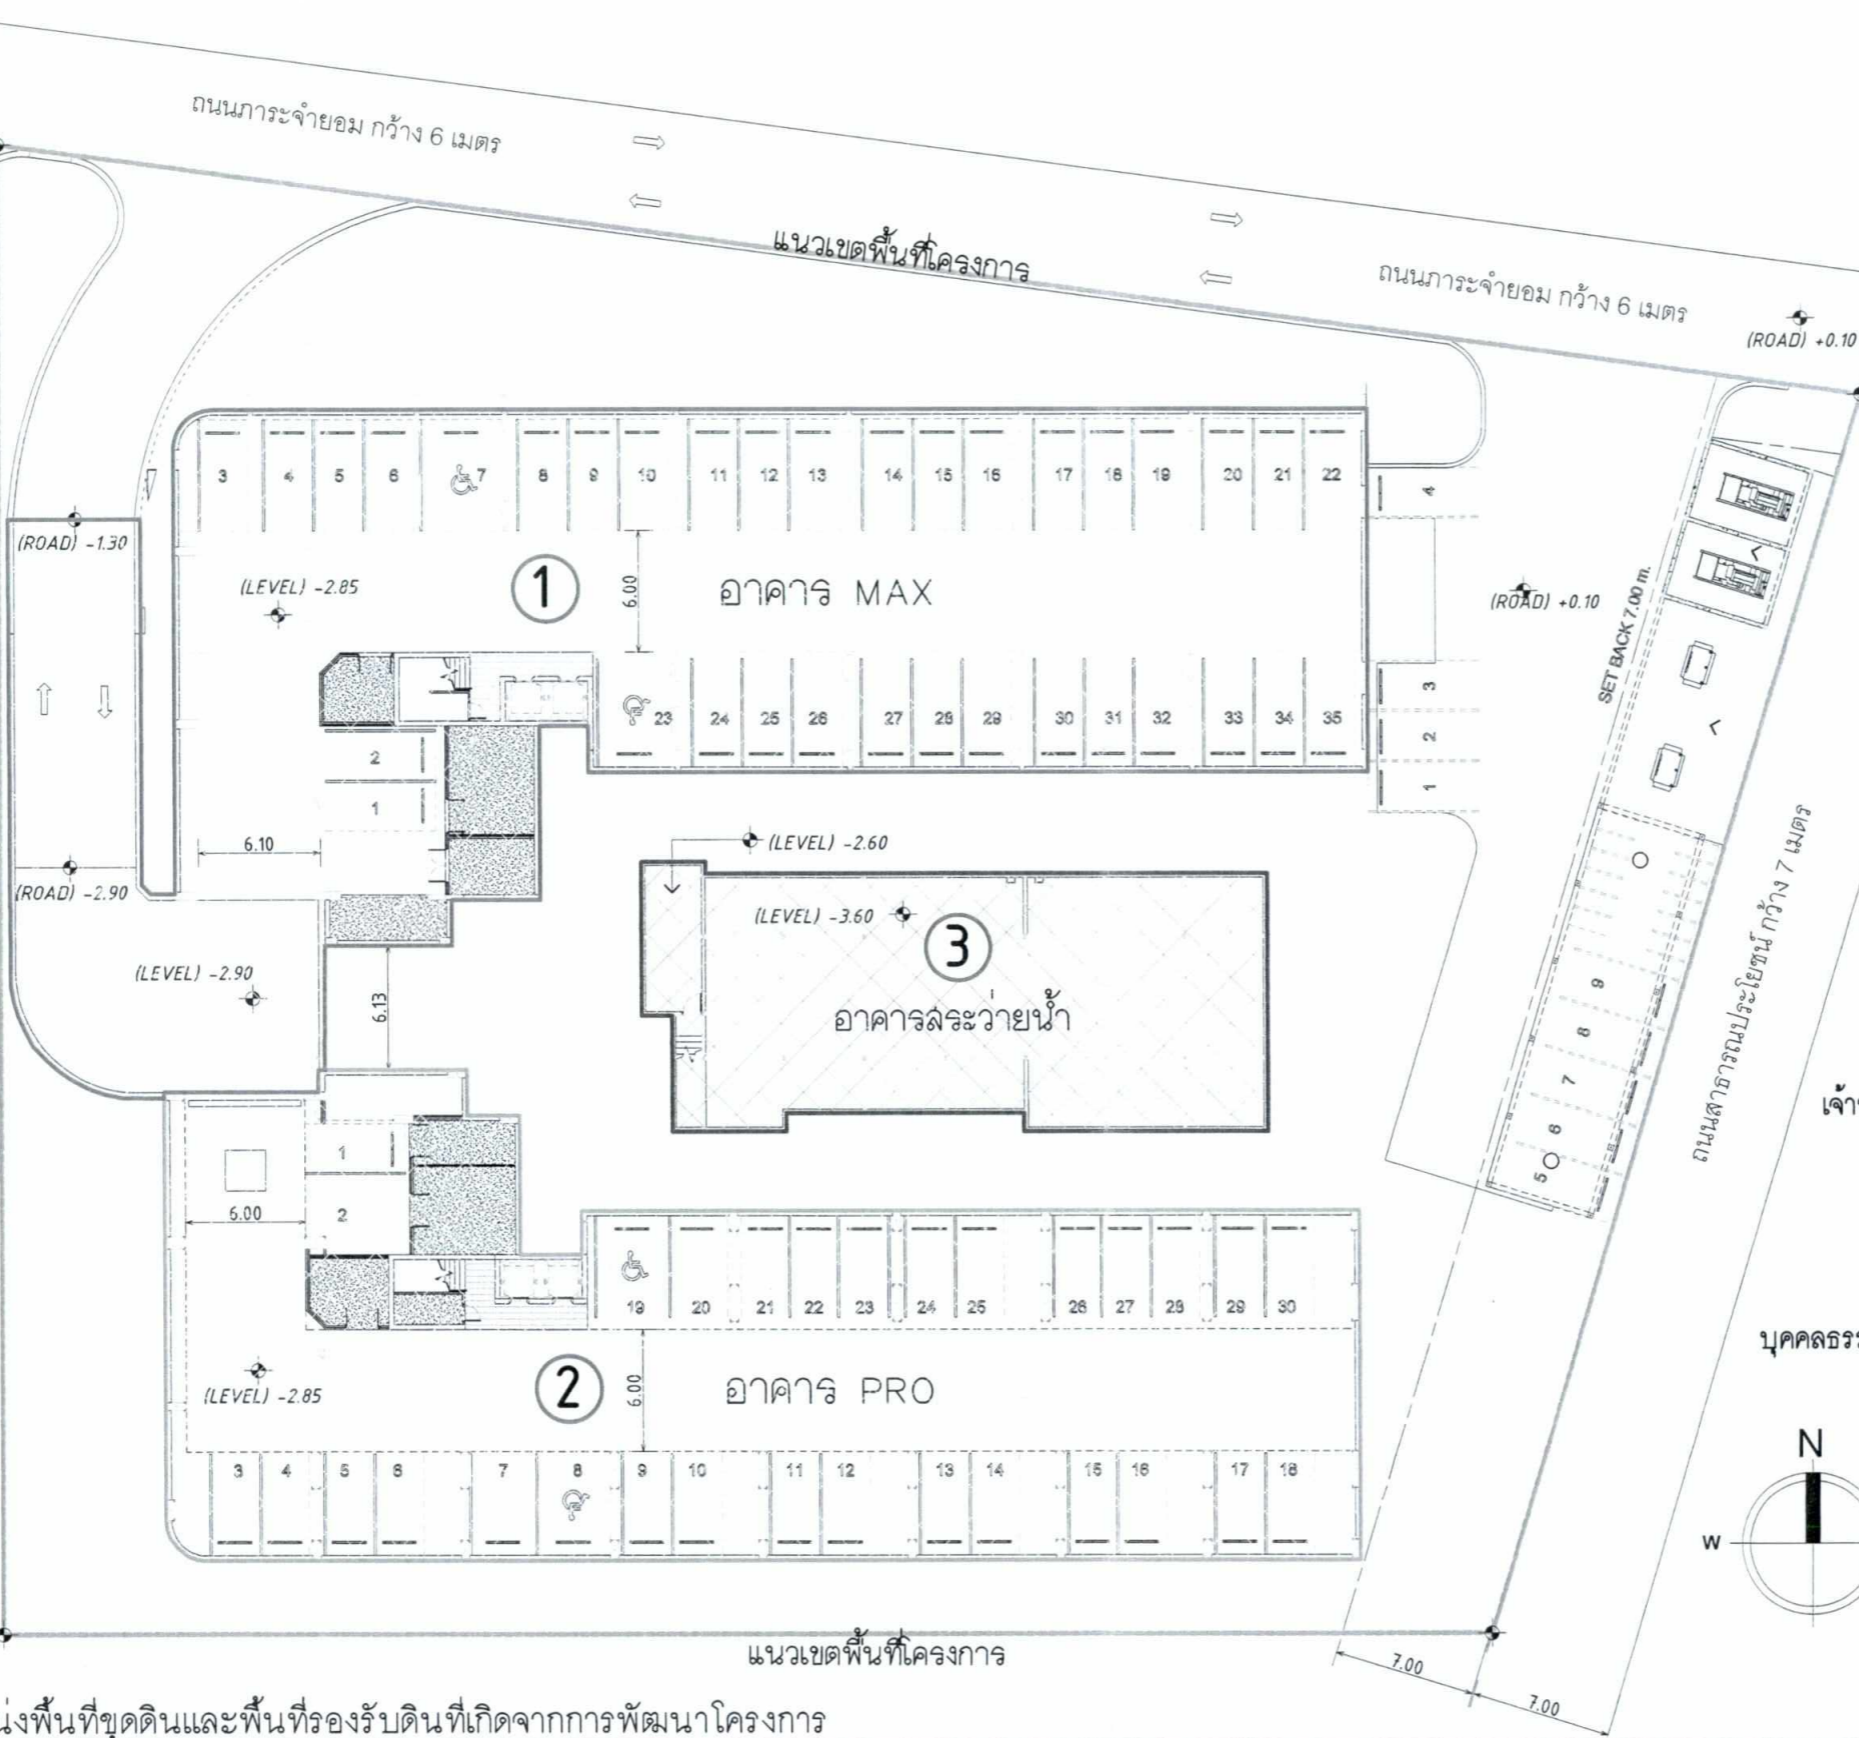 ถนนภาระจำยอม กว้าง 6 เมตร
แนวเขตพื้นที่โครงการ
ถนนภาระจำยอม กว้าง 6 เมตร
(ROAD) +0.10
3 4 5 6 7 8 9 10 11 12 13 14 15 16 17 18 19 20 21 22
4
(ROAD) -1.30
(LEVEL) -2.85
1
6.00
อาคาร MAX
(ROAD) +0.10
SET BACK 7.00 m.
23 24 25 26 27 28 29 30 31 32 33 34 35
3
2
1
2
1
6.10
(LEVEL) -2.60
(ROAD) -2.90
(LEVEL) -3.60
3
อาคารสระว่ายน้ำ
(LEVEL) -2.90
6.13
9
8
7
6
5
ถนนสาธารณประโยชน์ กว้าง 7 เมตร
1
2
6.00
19 20 21 22 23 24 25 26 27 28 29 30
(LEVEL) -2.85
2
6.00
อาคาร PRO
3 4 5 6 7 8 9 10 11 12 13 14 15 16 17 18
N
W
แนวเขตพื้นที่โครงการ
7.00
7.00
พื้นที่ขุดดินและพื้นที่รองรับดินที่เกิดจากการพัฒนาโครงการ